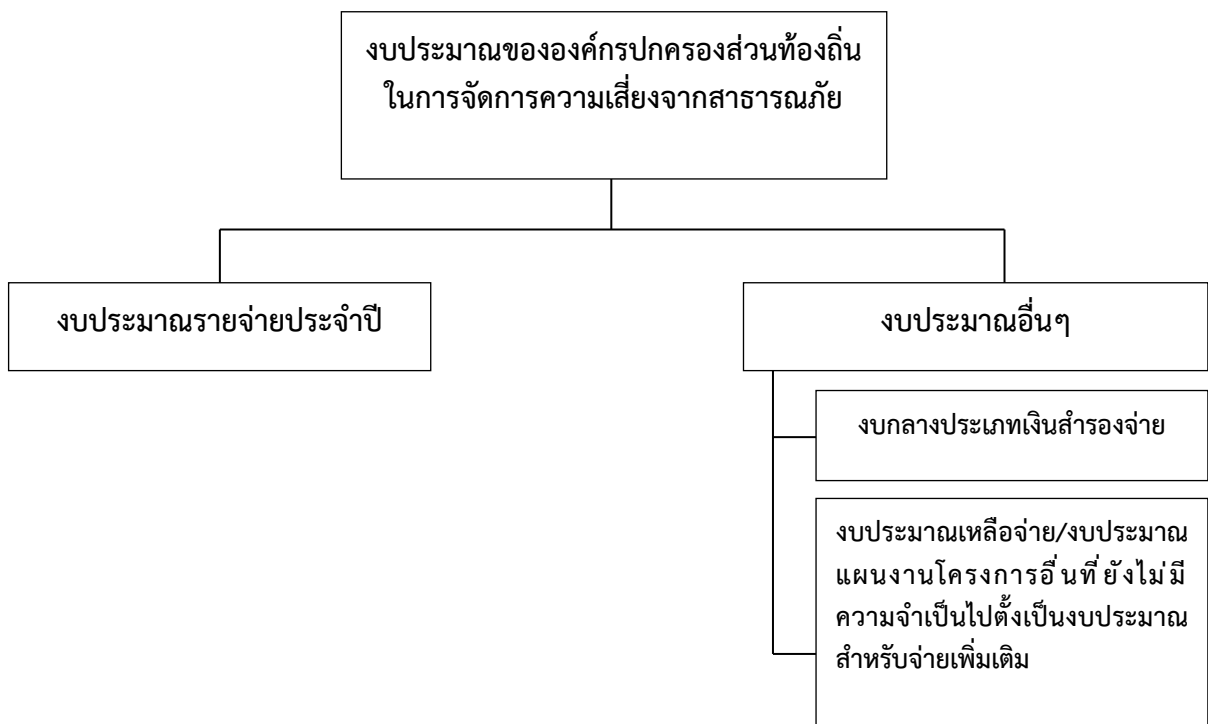 งบประมาณขององค์กรปกครองส่วนท้องถิ่น
ในการจัดการความเสี่ยงจากสาธารณภัย
งบประมาณรายจ่ายประจำปี
งบประมาณอื่นๆ
งบกลางประเภทเงินสำรองจ่าย
งบประมาณเหลือจ่าย/งบประมาณ
แผนงานโครงการอื่นที่ยังไม่มี
ความจำเป็นไปตั้งเป็นงบประมาณ
สำหรับจ่ายเพิ่มเติม